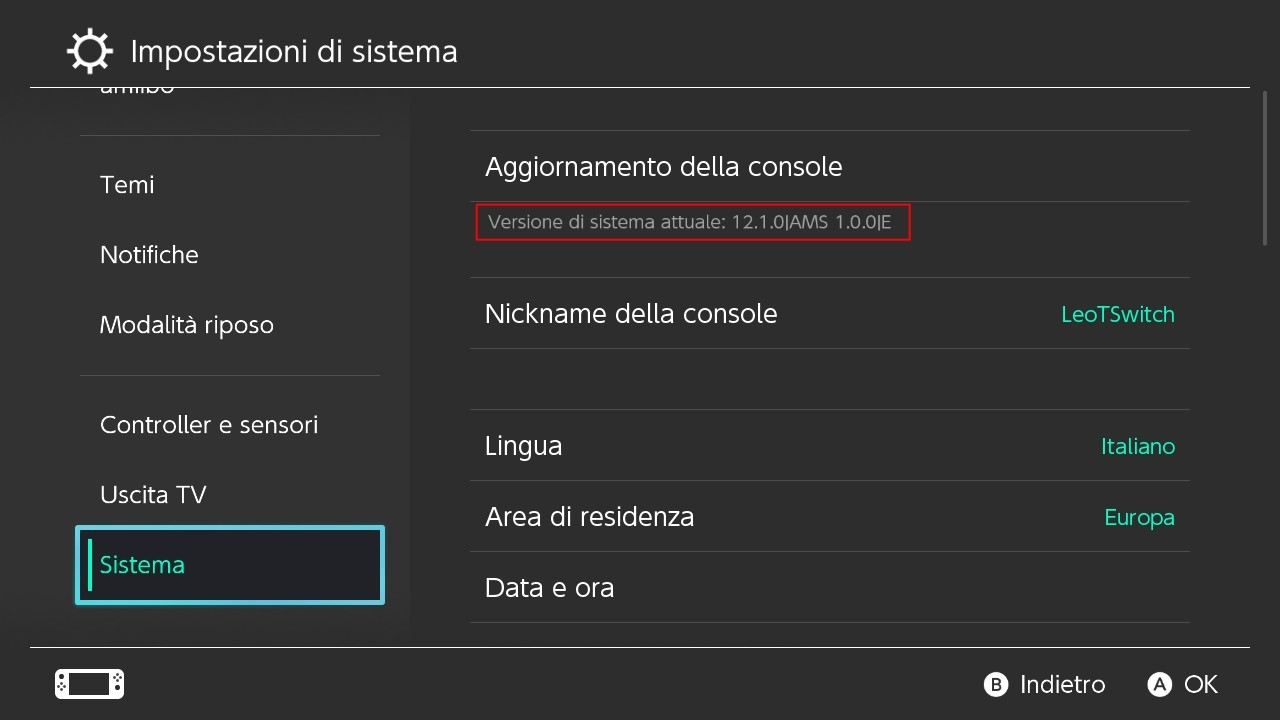 Impostazioni di sistema
amiibo
Temi
Notifiche
Modalità riposo
Controller e sensori
Uscita TV
Sistema
Aggiornamento della console
Versione di sistema attuale: 12.1.0|AMS 1.0.0|E
Nickname della console LeoTSwitch
Lingua Italiano
Area di residenza Europa
Data e ora
B Indietro A OK